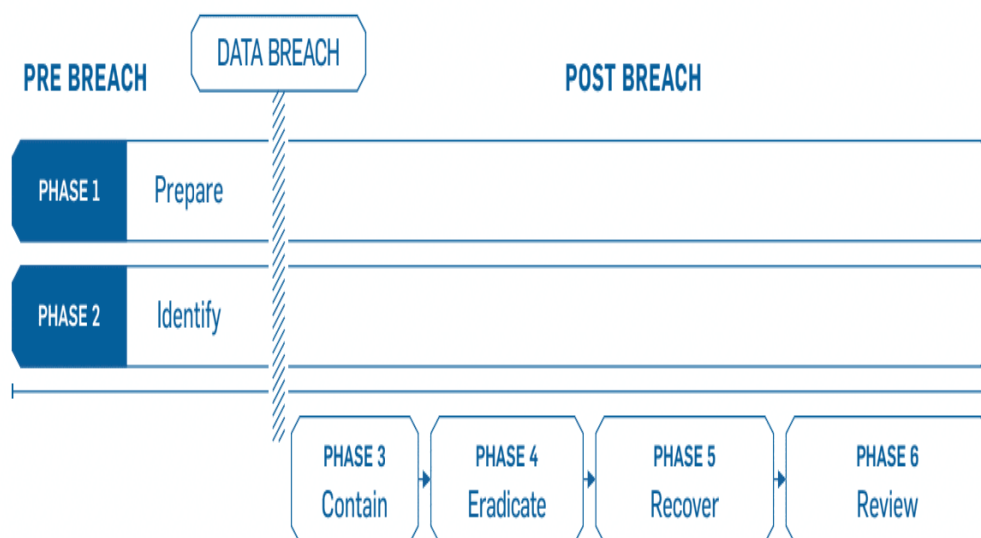 DATA BREACH
PRE BREACH
POST BREACH
PHASE 1
Prepare
PHASE 2
Identify
PHASE 3
Contain
PHASE 4
Eradicate
PHASE 5
Recover
PHASE 6
Review